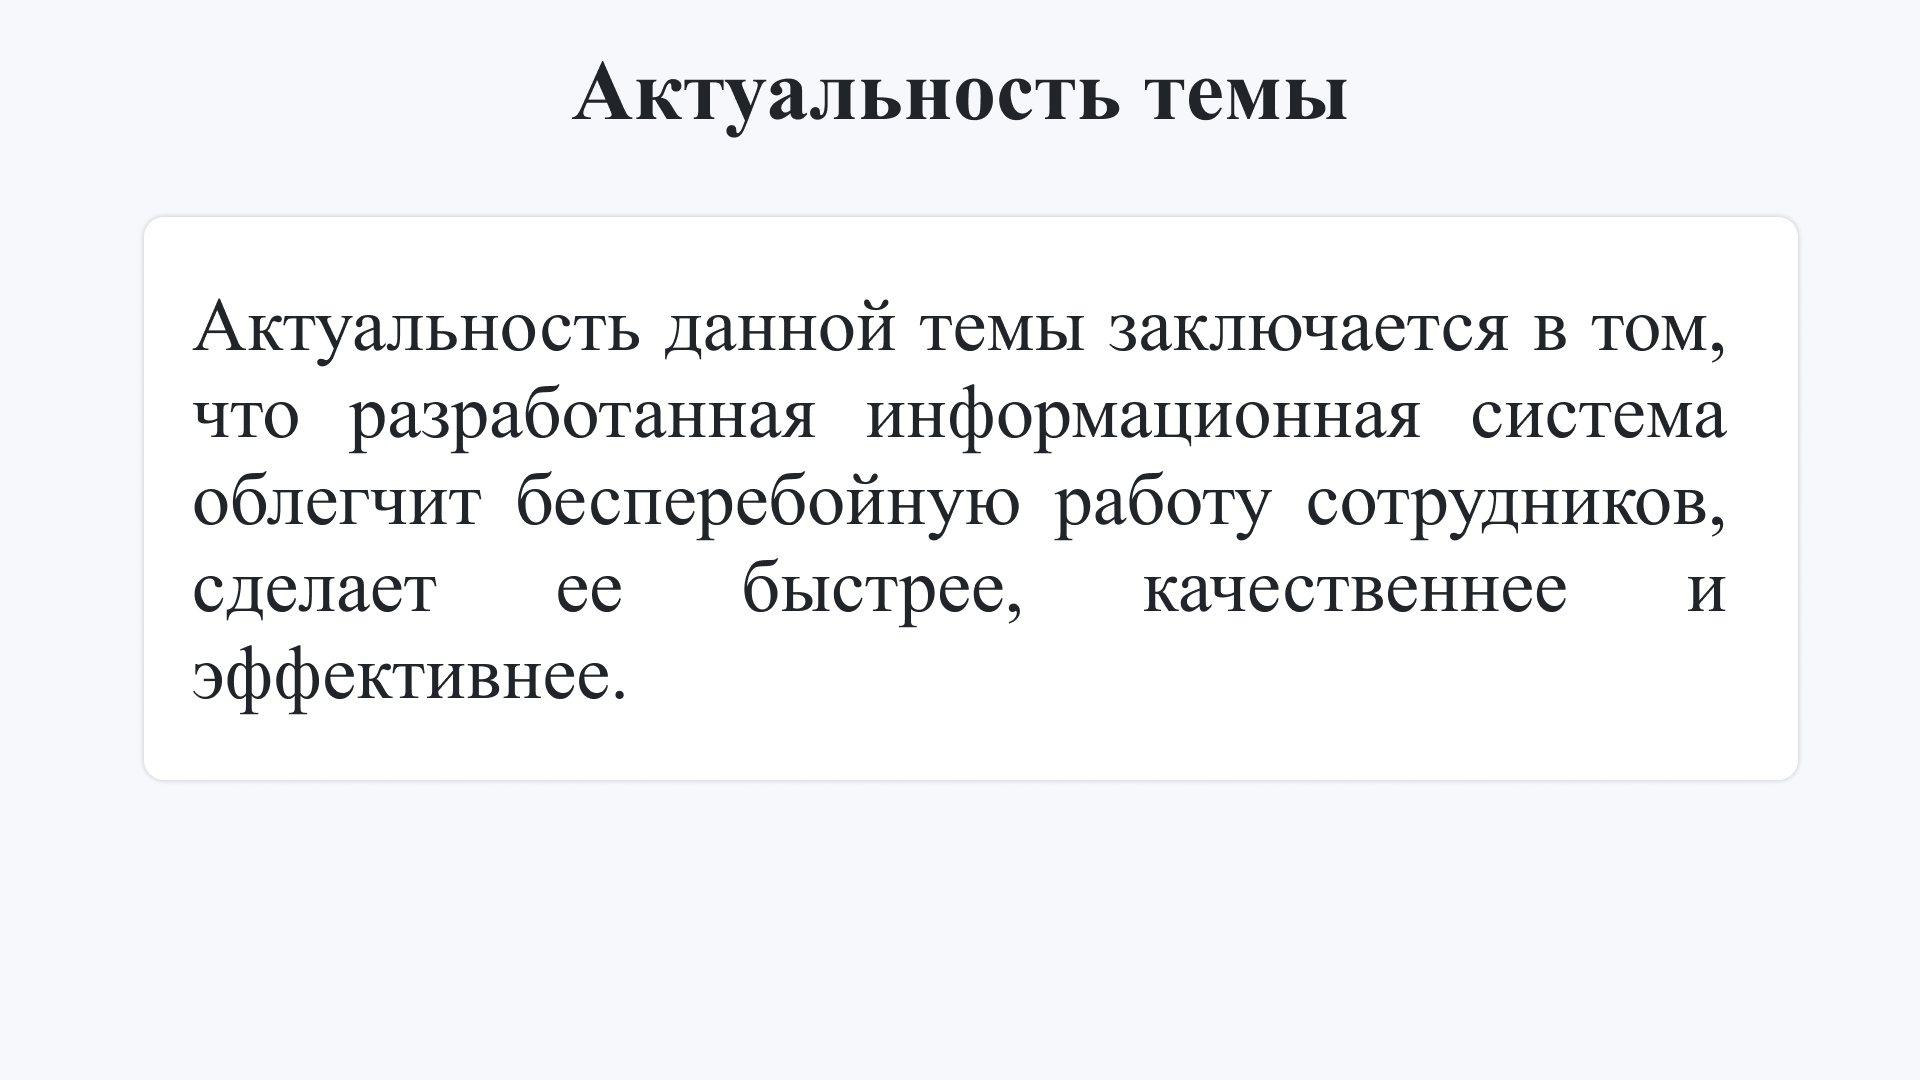 Актуальность темы
Актуальность данной темы заключается в том,
что разработанная информационная система
облегчит бесперебойную работу сотрудников,
сделает ее быстрее, качественнее и
эффективнее.